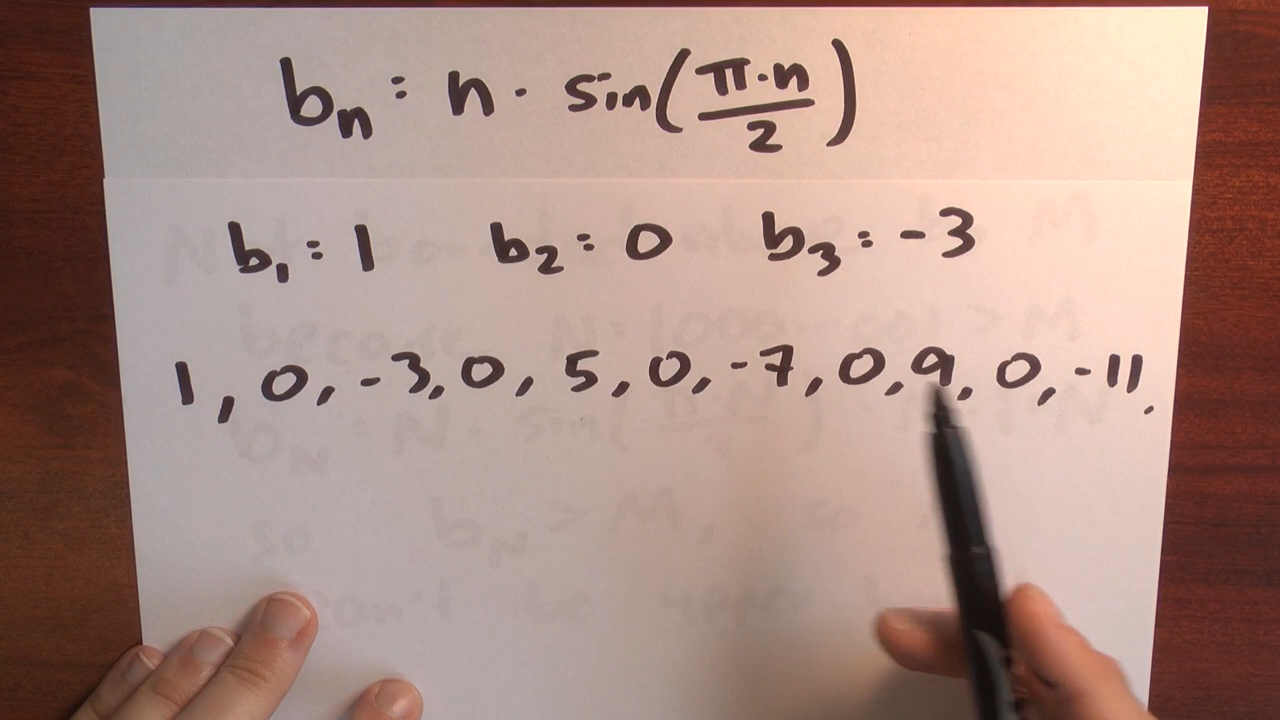 bₙ = n · sin(π·n/2)
b₁ = 1 b₂ = 0 b₃ = -3
1, 0, -3, 0, 5, 0, -7, 0, 9, 0, -11.